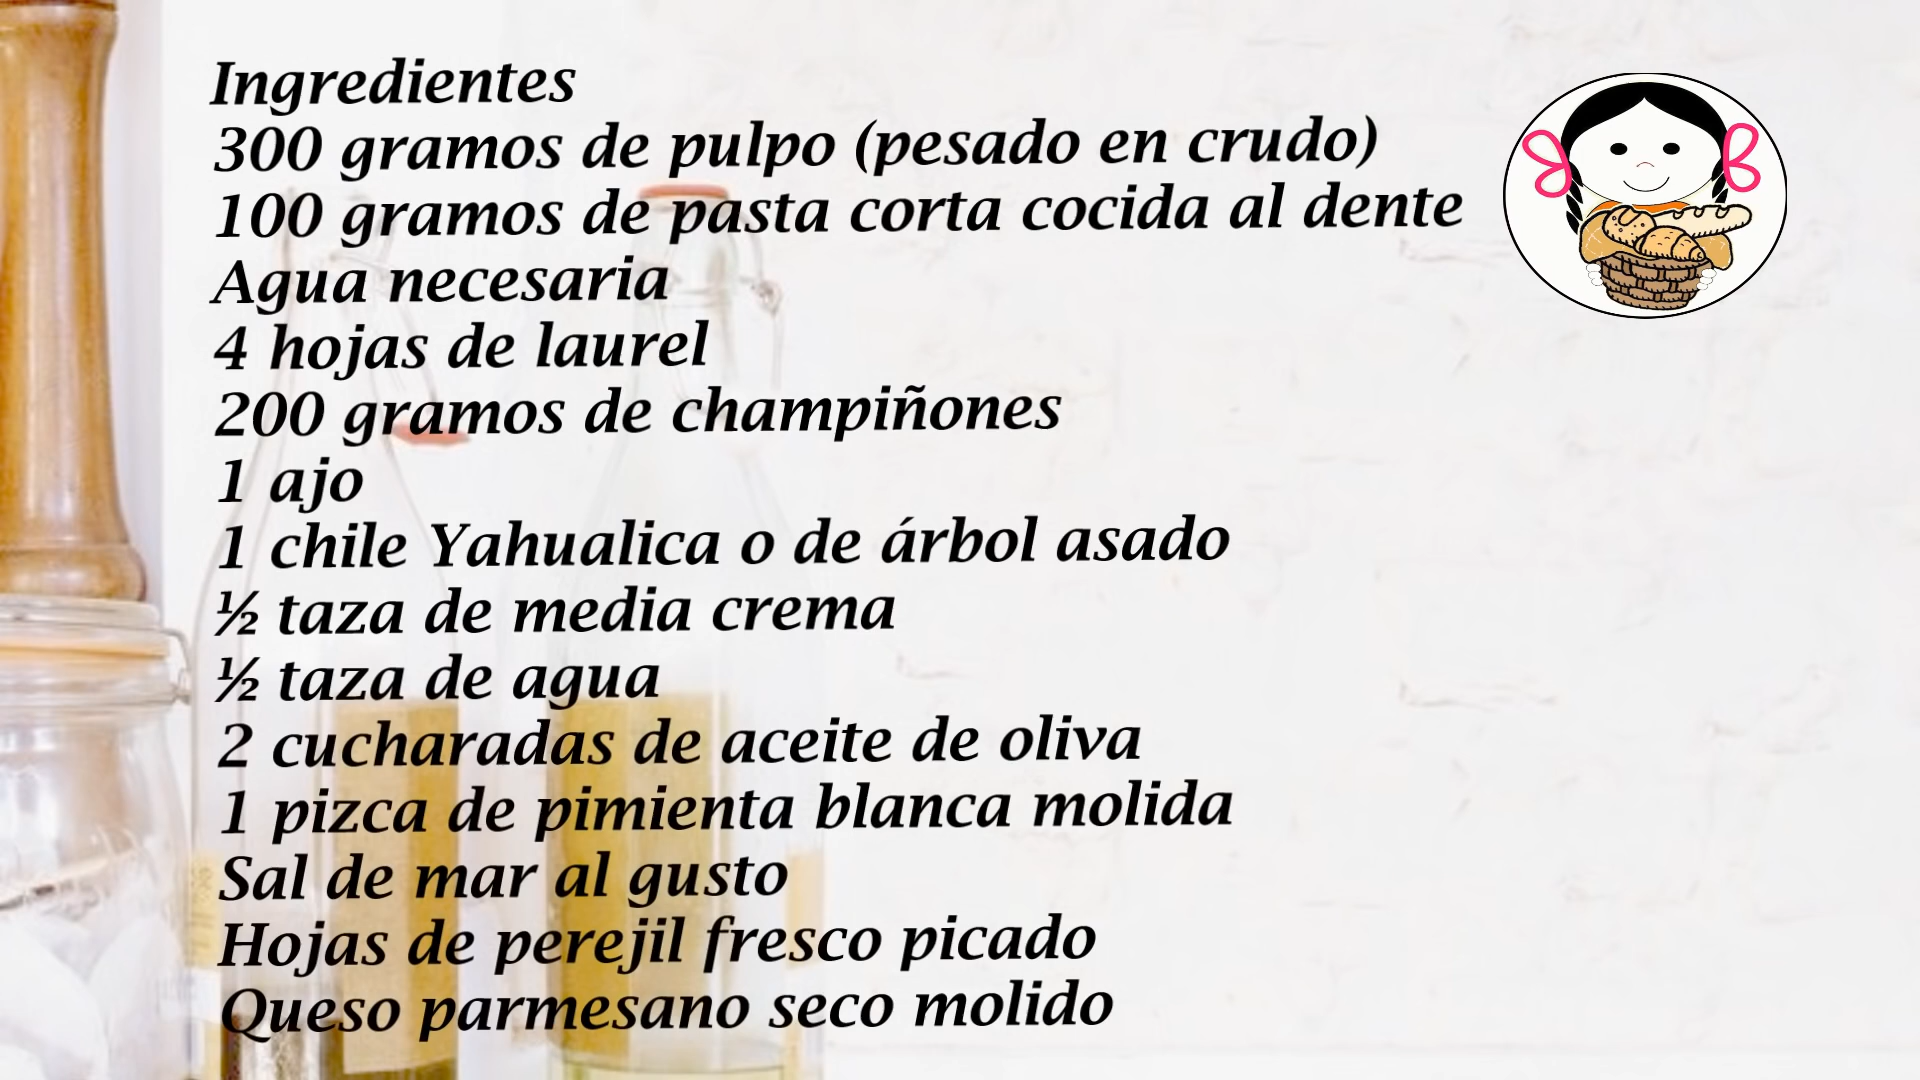 Ingredientes
300 gramos de pulpo (pesado en crudo)
100 gramos de pasta corta cocida al dente
Agua necesaria
4 hojas de laurel
200 gramos de champiñones
1 ajo
1 chile Yahualica o de árbol asado
½ taza de media crema
½ taza de agua
2 cucharadas de aceite de oliva
1 pizca de pimienta blanca molida
Sal de mar al gusto
Hojas de perejil fresco picado
Queso parmesano seco molido